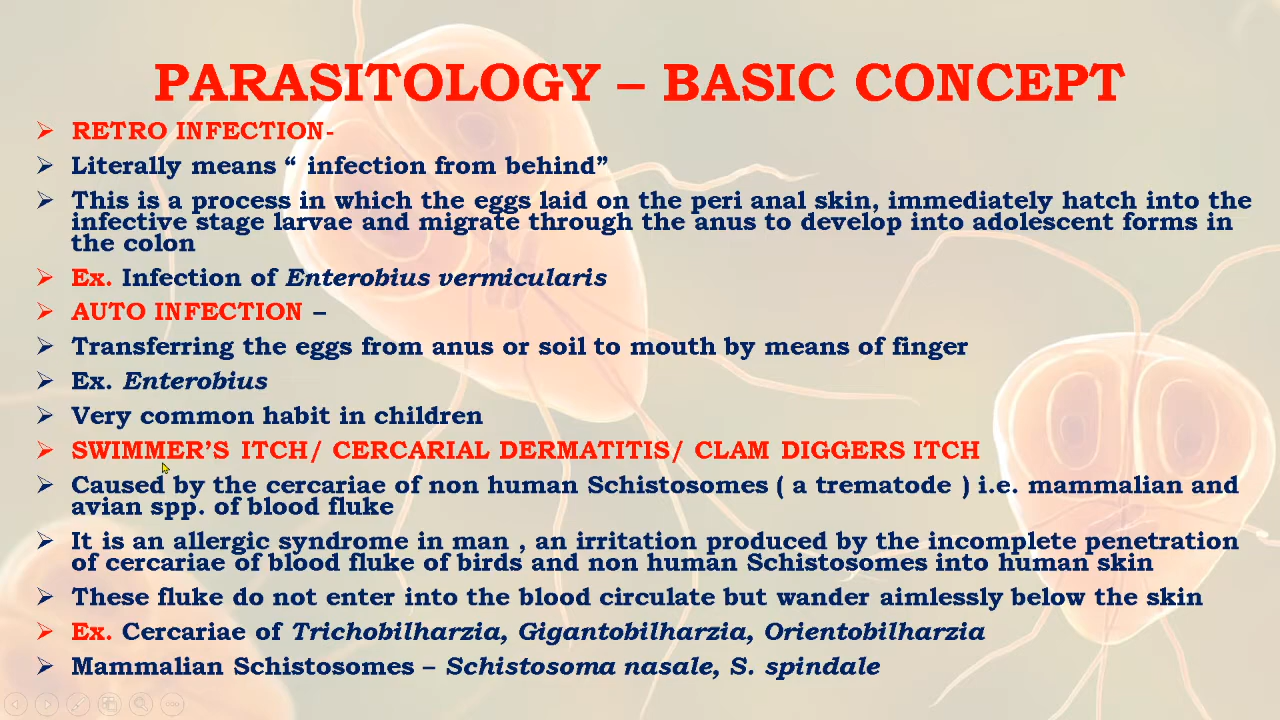 PARASITOLOGY – BASIC CONCEPT
➢ RETRO INFECTION-
➢ Literally means “ infection from behind”
➢ This is a process in which the eggs laid on the peri anal skin, immediately hatch into the
infective stage larvae and migrate through the anus to develop into adolescent forms in
the colon
➢ Ex. Infection of Enterobius vermicularis
➢ AUTO INFECTION –
➢ Transferring the eggs from anus or soil to mouth by means of finger
➢ Ex. Enterobius
➢ Very common habit in children
➢ SWIMMER’S ITCH/ CERCARIAL DERMATITIS/ CLAM DIGGERS ITCH
➢ Caused by the cercariae of non human Schistosomes ( a trematode ) i.e. mammalian and
avian spp. of blood fluke
➢ It is an allergic syndrome in man , an irritation produced by the incomplete penetration
of cercariae of blood fluke of birds and non human Schistosomes into human skin
➢ These fluke do not enter into the blood circulate but wander aimlessly below the skin
➢ Ex. Cercariae of Trichobilharzia, Gigantobilharzia, Orientobilharzia
➢ Mammalian Schistosomes – Schistosoma nasale, S. spindale